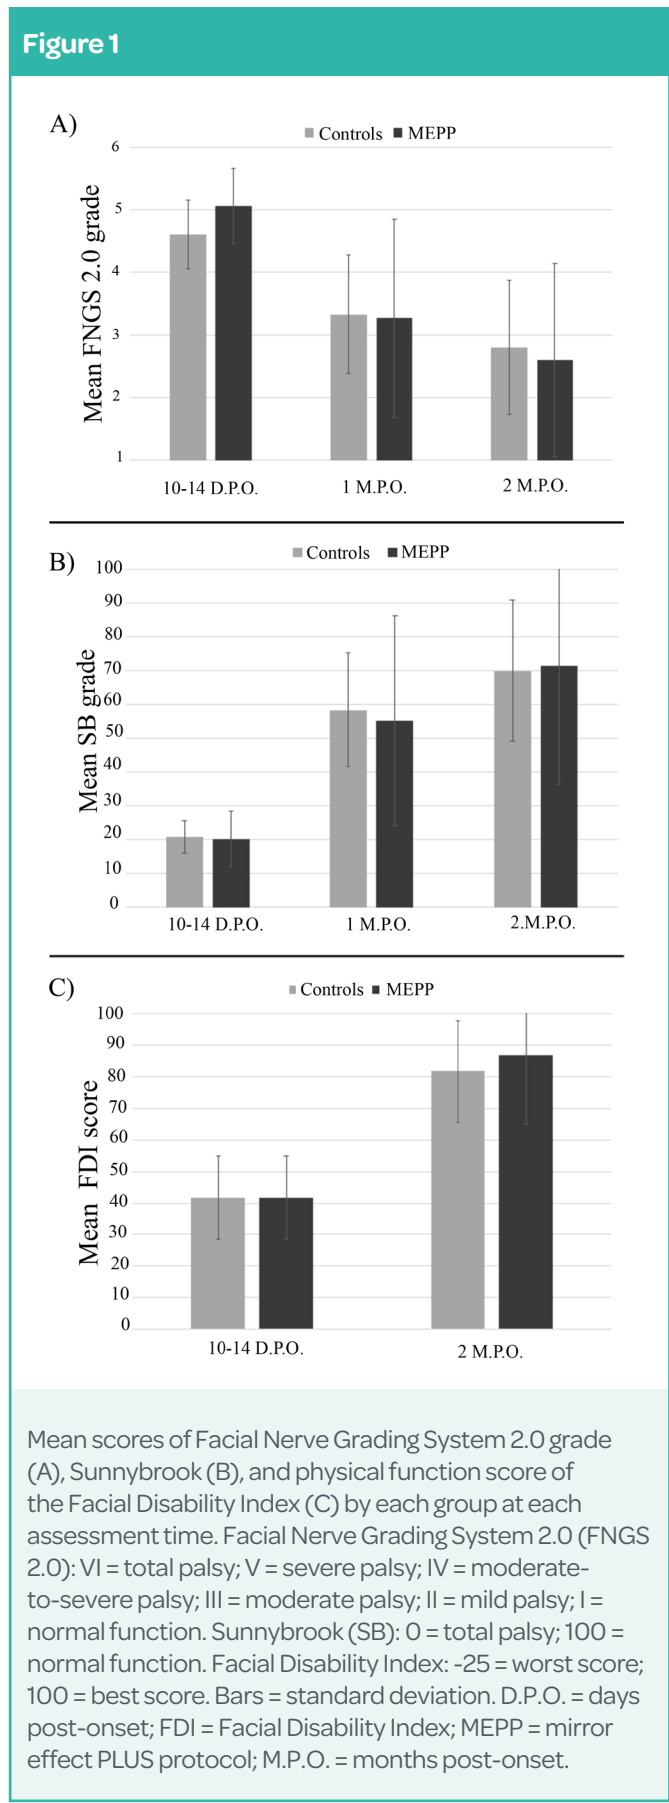 Figure 1
A)
Controls MEPP
Mean FNGS 2.0 grade
6
5
4
3
2
1
10-14 D.P.O. 1 M.P.O. 2 M.P.O.
B)
Controls MEPP
Mean SB grade
100
90
80
70
60
50
40
30
20
10
0
10-14 D.P.O. 1 M.P.O. 2.M.P.O.
C)
Controls MEPP
Mean FDI score
100
90
80
70
60
50
40
30
20
10
0
10-14 D.P.O. 2 M.P.O.
Mean scores of Facial Nerve Grading System 2.0 grade
(A), Sunnybrook (B), and physical function score of
the Facial Disability Index (C) by each group at each
assessment time. Facial Nerve Grading System 2.0 (FNGS
2.0): VI = total palsy; V = severe palsy; IV = moderate-
to-severe palsy; III = moderate palsy; II = mild palsy; I =
normal function. Sunnybrook (SB): 0 = total palsy; 100 =
normal function. Facial Disability Index: -25 = worst score;
100 = best score. Bars = standard deviation. D.P.O. = days
post-onset; FDI = Facial Disability Index; MEPP = mirror
effect PLUS protocol; M.P.O. = months post-onset.